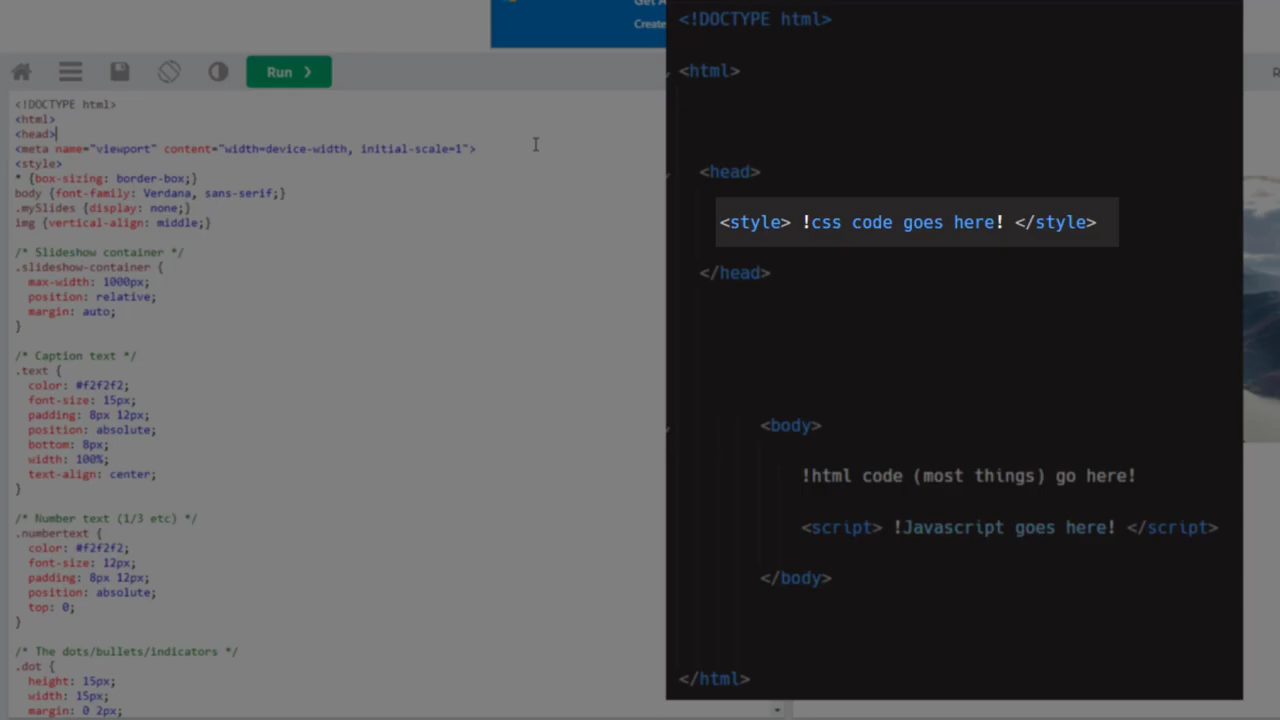 Get A
Create
Run ❯
<!DOCTYPE html>
<html>
<head>
<meta name="viewport" content="width=device-width, initial-scale=1">
<style>
* {box-sizing: border-box;}
body {font-family: Verdana, sans-serif;}
.mySlides {display: none;}
img {vertical-align: middle;}
/* Slideshow container */
.slideshow-container {
max-width: 1000px;
position: relative;
margin: auto;
}
/* Caption text */
.text {
color: #f2f2f2;
font-size: 15px;
padding: 8px 12px;
position: absolute;
bottom: 8px;
width: 100%;
text-align: center;
}
/* Number text (1/3 etc) */
.numbertext {
color: #f2f2f2;
font-size: 12px;
padding: 8px 12px;
position: absolute;
top: 0;
}
/* The dots/bullets/indicators */
.dot {
height: 15px;
width: 15px;
margin: 0 2px;
<!DOCTYPE html>
<html>
<head>
<style> !css code goes here! </style>
</head>
<body>
!html code (most things) go here!
<script> !Javascript goes here! </script>
</body>
</html>
R